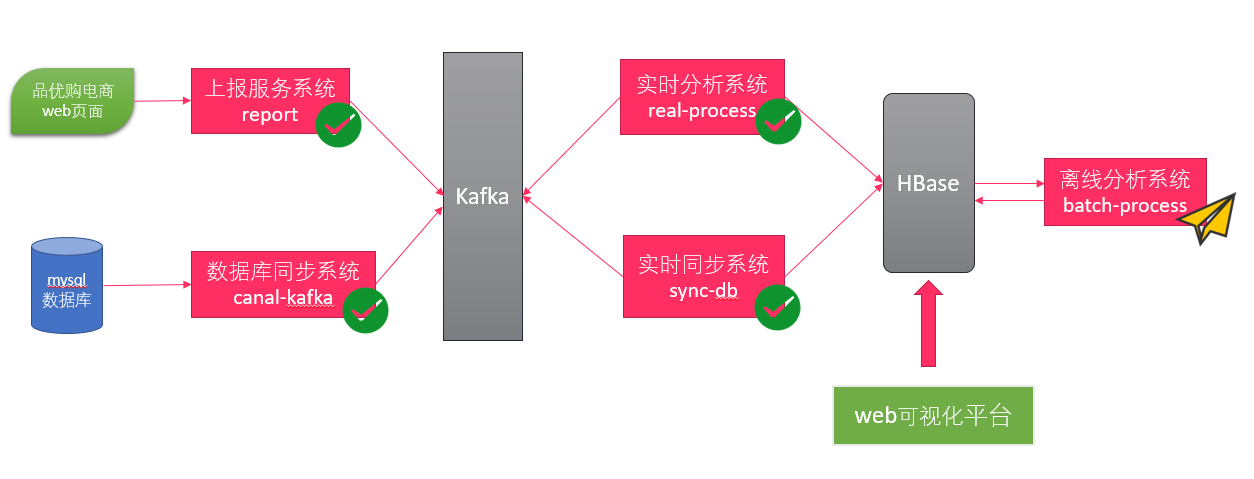 品优购电商
web页面
上报服务系统
report
mysql
数据库
数据库同步系统
canal-kafka
Kafka
实时分析系统
real-process
实时同步系统
sync-db
HBase
离线分析系统
batch-process
web可视化平台